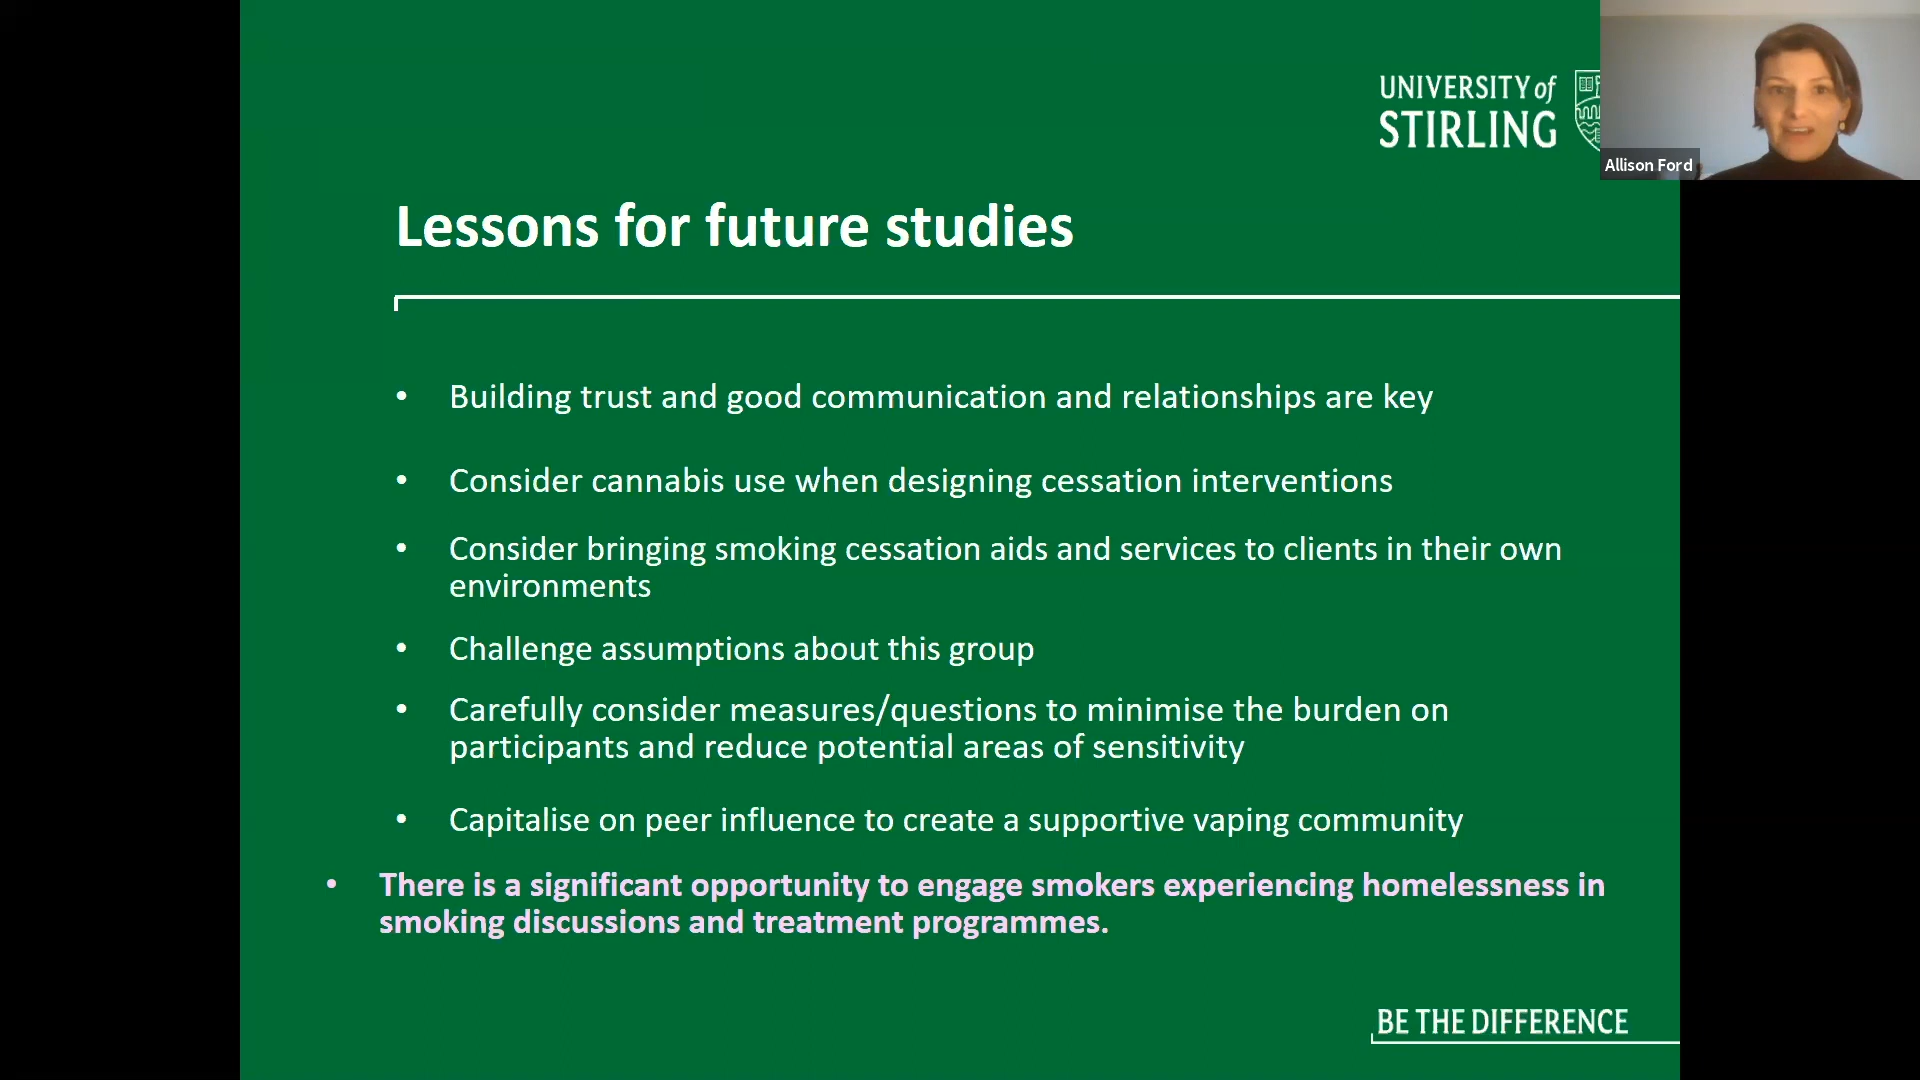 UNIVERSITY of
STIRLING
Allison Ford
Lessons for future studies
• Building trust and good communication and relationships are key
• Consider cannabis use when designing cessation interventions
• Consider bringing smoking cessation aids and services to clients in their own
environments
• Challenge assumptions about this group
• Carefully consider measures/questions to minimise the burden on
participants and reduce potential areas of sensitivity
• Capitalise on peer influence to create a supportive vaping community
• There is a significant opportunity to engage smokers experiencing homelessness in
smoking discussions and treatment programmes.
BE THE DIFFERENCE